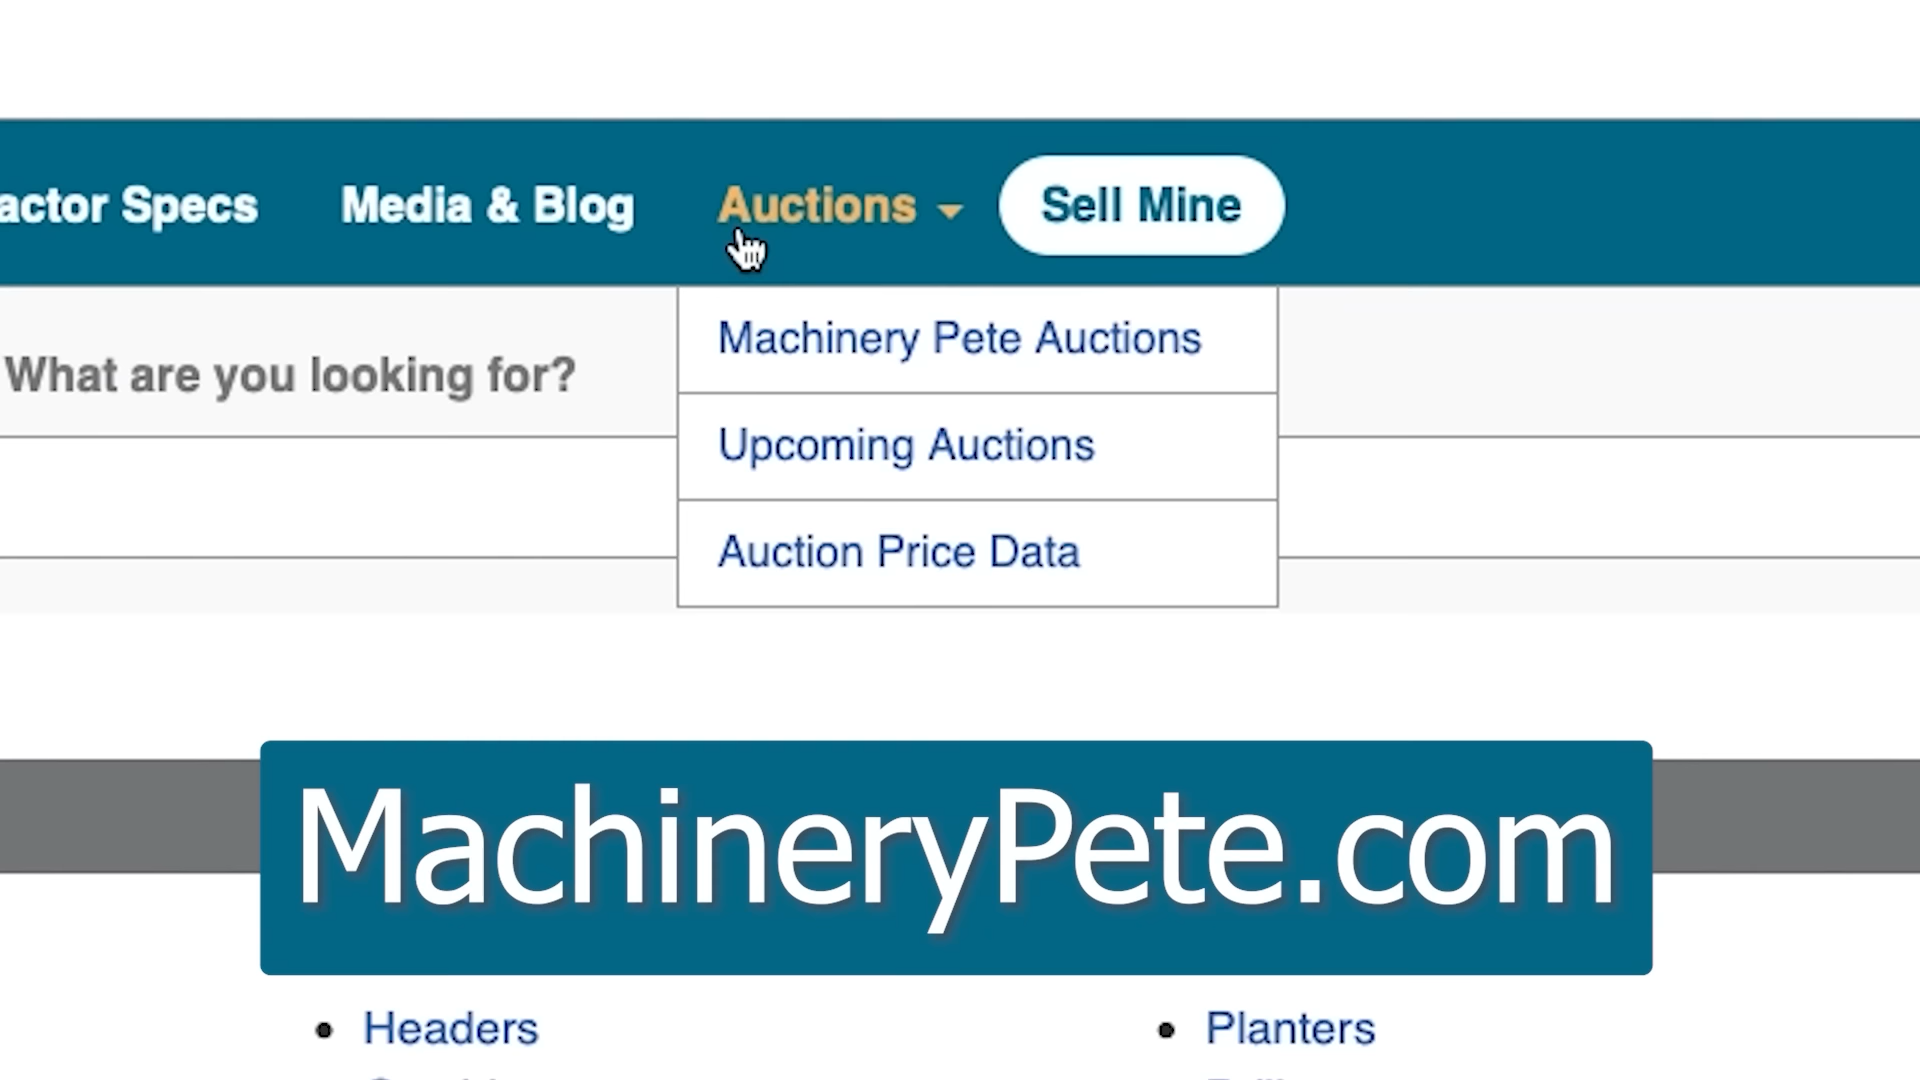 actor Specs Media & Blog Auctions Sell Mine
Machinery Pete Auctions
What are you looking for?
Upcoming Auctions
Auction Price Data
MachineryPete.com
Headers Planters